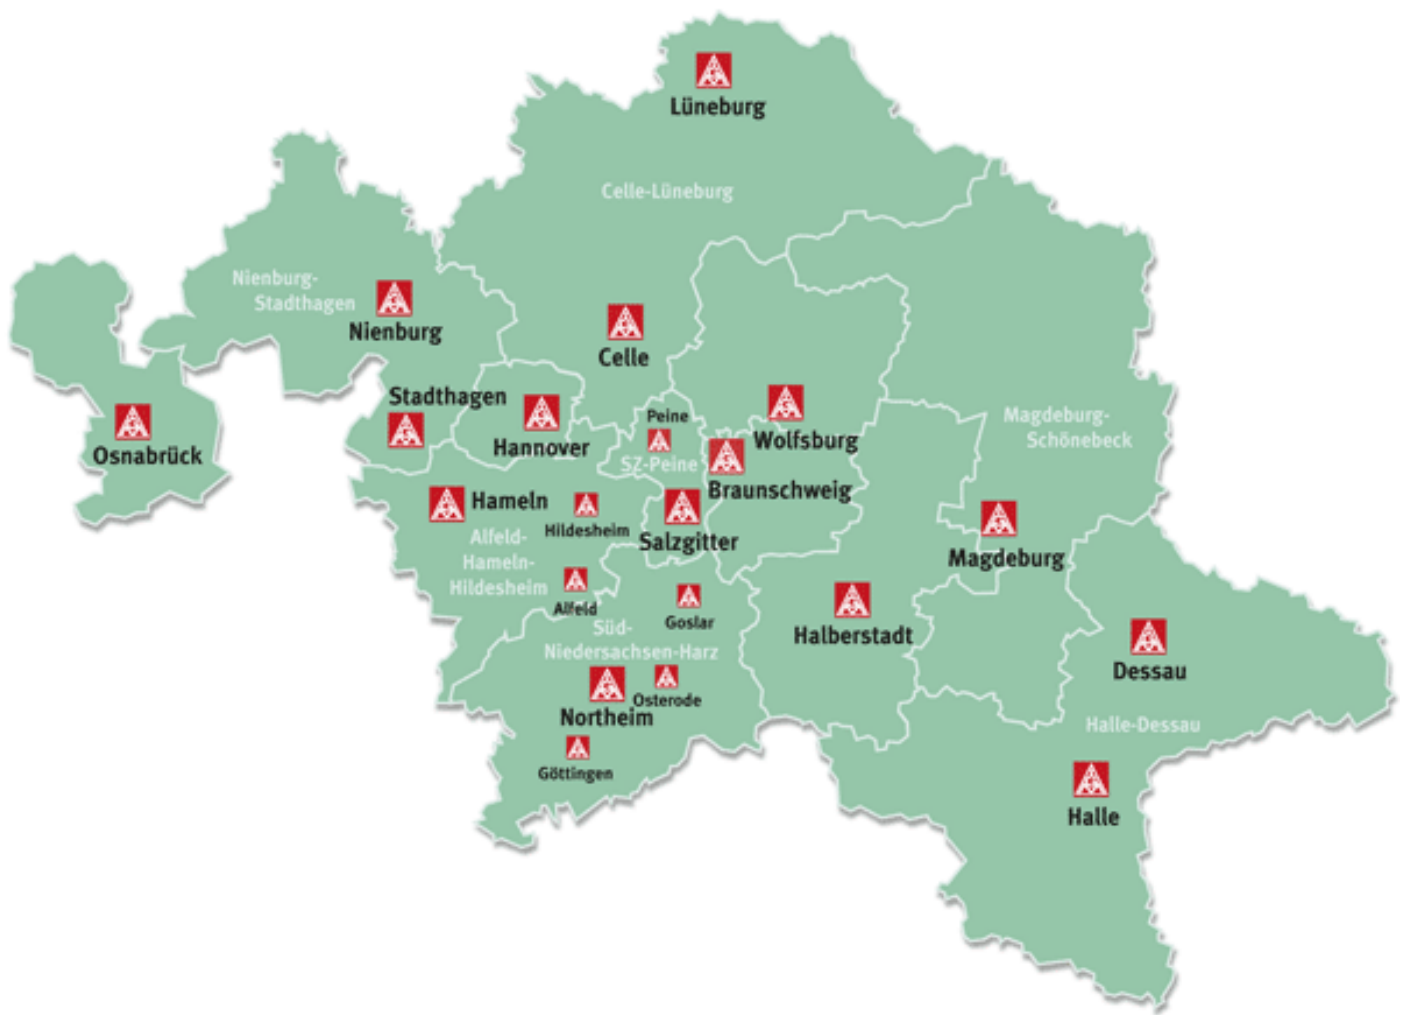 Lüneburg
Celle-Lüneburg
Nienburg-
Stadthagen
Nienburg
Celle
Stadthagen
Hannover
Peine
SZ-Peine
Wolfsburg
Braunschweig
Magdeburg-
Schönebeck
Osnabrück
Hameln
Hildesheim
Salzgitter
Alfeld-
Hameln-
Hildesheim
Magdeburg
Alfeld
Goslar
Halberstadt
Süd-
Niedersachsen-Harz
Dessau
Osterode
Northeim
Göttingen
Halle-Dessau
Halle